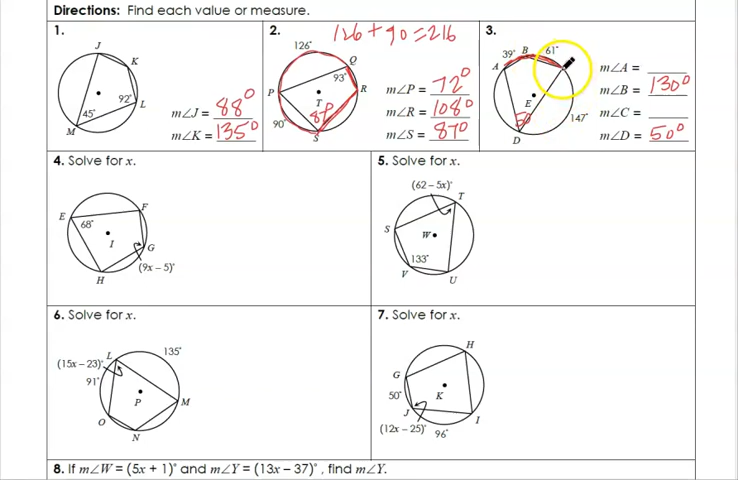 Directions: Find each value or measure.
1.
J
K
92°
L
45°
M
m∠J = 88°
m∠K = 135°
2.
126 + 90 = 216
126°
Q
93°
P
R
T
87
90°
S
m∠P = 72°
m∠R = 108°
m∠S = 87°
3.
39°
B
61°
A
E
50
147°
D
m∠A =
m∠B = 130°
m∠C =
m∠D = 50°
4. Solve for x.
E
F
68°
I
G
(9x – 5)°
H
5. Solve for x.
(62 – 5x)°
T
S
W
133°
V
U
6. Solve for x.
L
135°
(15x – 23)°
91°
P
M
O
N
7. Solve for x.
H
G
50°
K
J
I
(12x – 25)°
96°
8. If m∠W = (5x + 1)° and m∠Y = (13x – 37)°, find m∠Y.